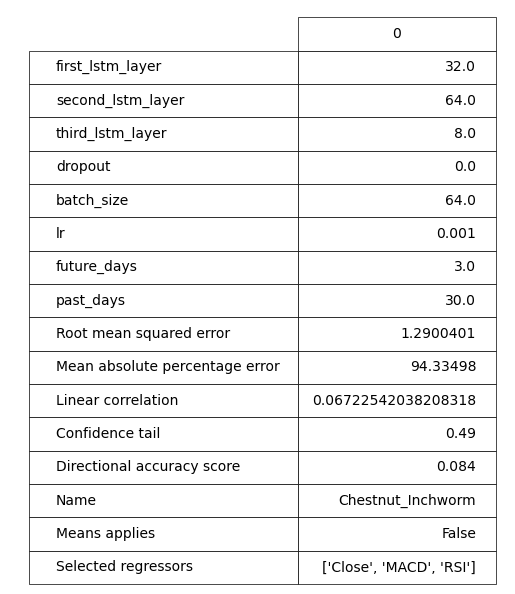 0
first_lstm_layer 32.0
second_lstm_layer 64.0
third_lstm_layer 8.0
dropout 0.0
batch_size 64.0
lr 0.001
future_days 3.0
past_days 30.0
Root mean squared error 1.2900401
Mean absolute percentage error 94.33498
Linear correlation 0.06722542038208318
Confidence tail 0.49
Directional accuracy score 0.084
Name Chestnut_Inchworm
Means applies False
Selected regressors ['Close', 'MACD', 'RSI']